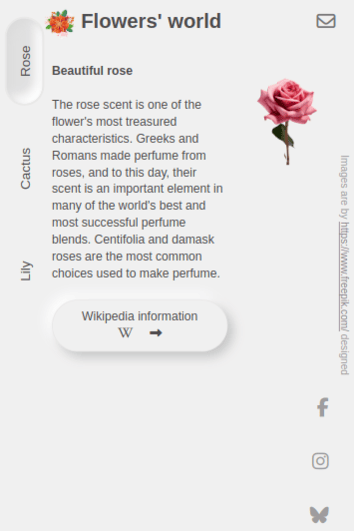 Flowers' world
Rose
Cactus
Lily
Beautiful rose
The rose scent is one of the
flower's most treasured
characteristics. Greeks and
Romans made perfume from
roses, and to this day, their
scent is an important element in
many of the world's best and
most successful perfume
blends. Centifolia and damask
roses are the most common
choices used to make perfume.
Wikipedia information
W
Images are by https://www.freepik.com/ designed